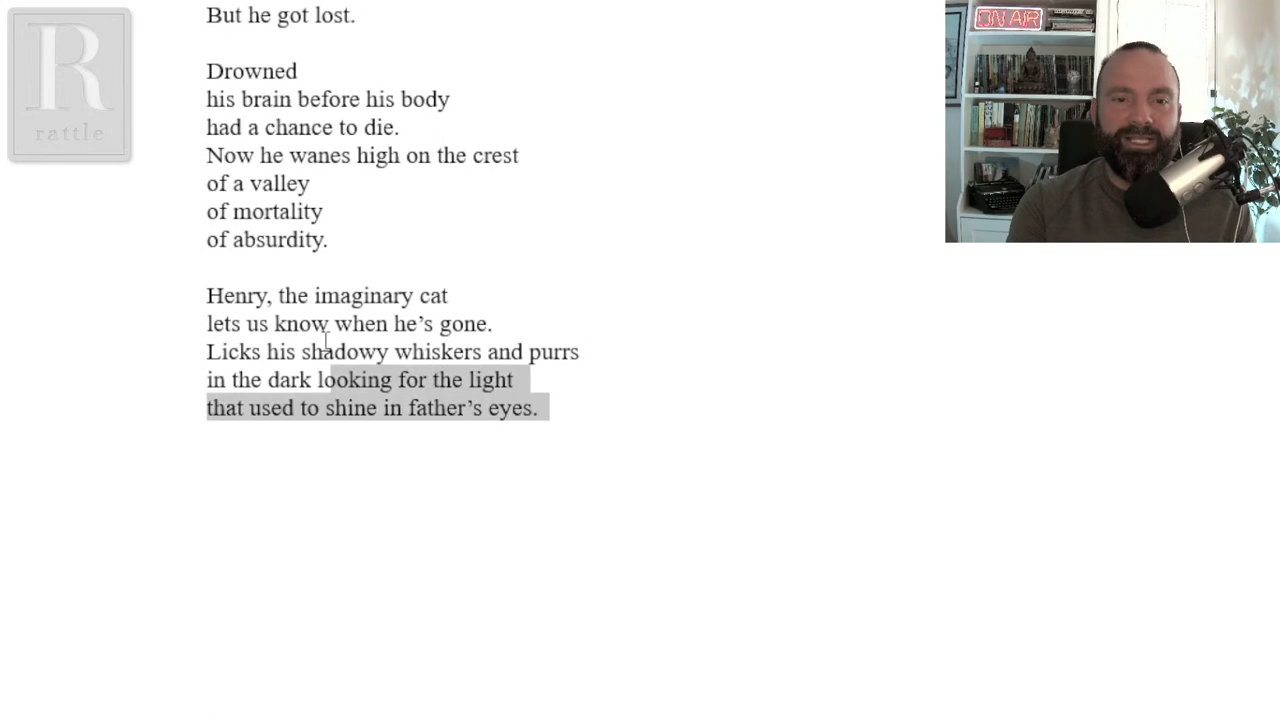 R
rattle
ON AIR
But he got lost.
Drowned
his brain before his body
had a chance to die.
Now he wanes high on the crest
of a valley
of mortality
of absurdity.
Henry, the imaginary cat
lets us know when he's gone.
Licks his shadowy whiskers and purrs
in the dark looking for the light
that used to shine in father's eyes.